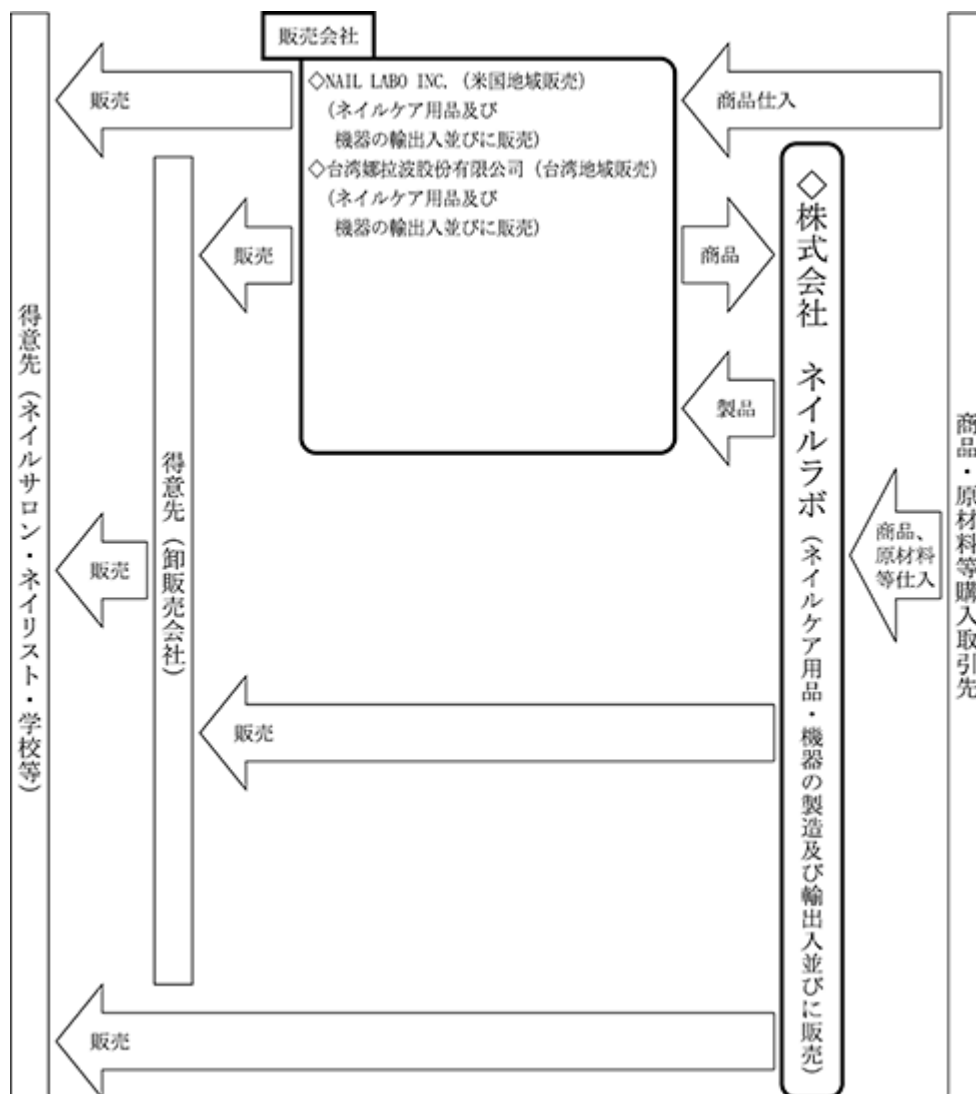 販売会社
◇NAIL LABO INC.（米国地域販売）
（ネイルケア用品及び
機器の輸出入並びに販売）
◇台湾娜拉波股份有限公司（台湾地域販売）
（ネイルケア用品及び
機器の輸出入並びに販売）
販売
商品仕入
販売
商品
製品
◇株式会社　ネイルラボ（ネイルケア用品・機器の製造及び輸出入並びに販売）
商品、
原材料
等仕入
商品・原材料等購入取引先
得意先（ネイルサロン・ネイリスト・学校等）
販売
得意先（卸販売会社）
販売
販売